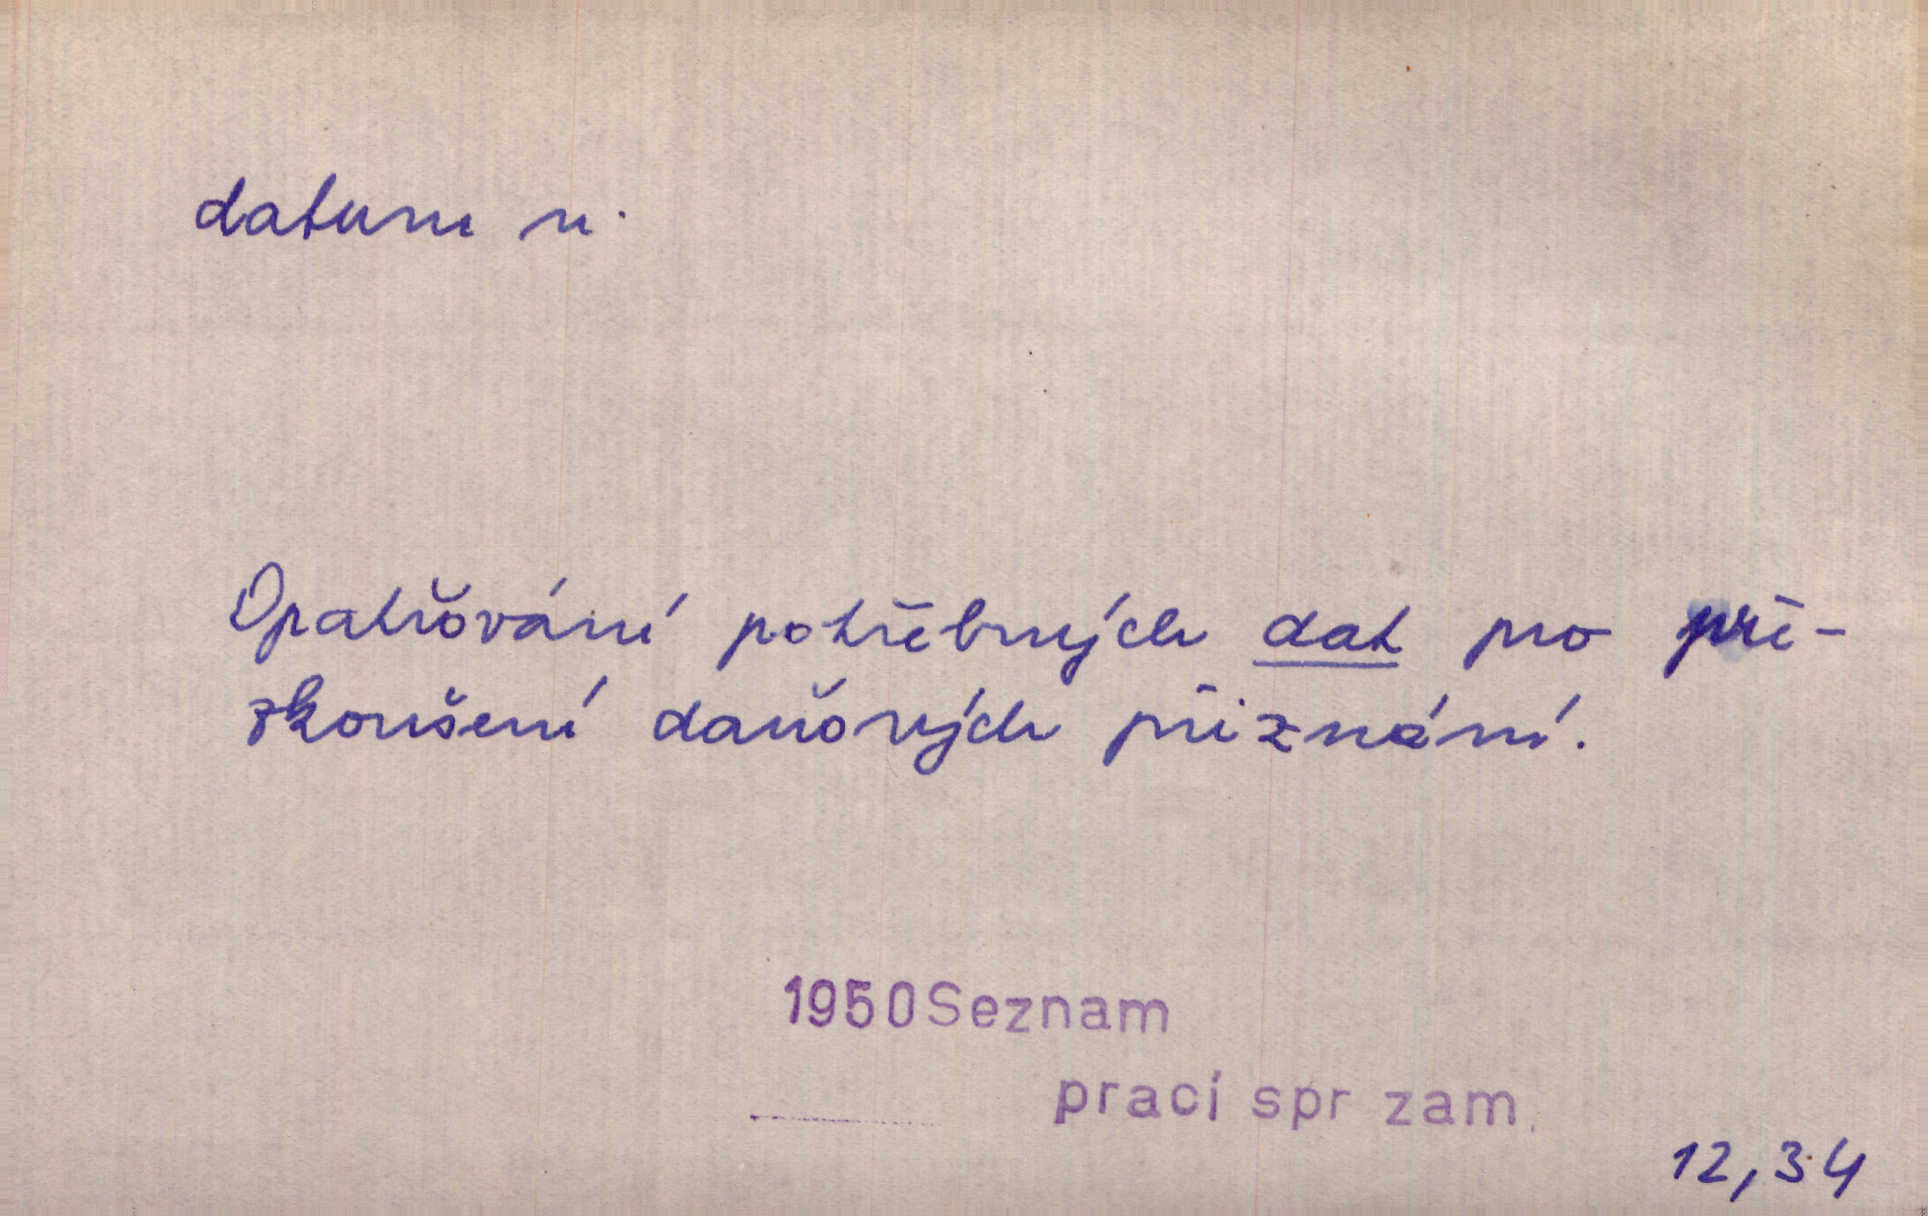 datum n.
Opatřování potřebných dat pro pře-
zkoušení daňových přiznání.
1950 Seznam
prací spr zam.
12,34